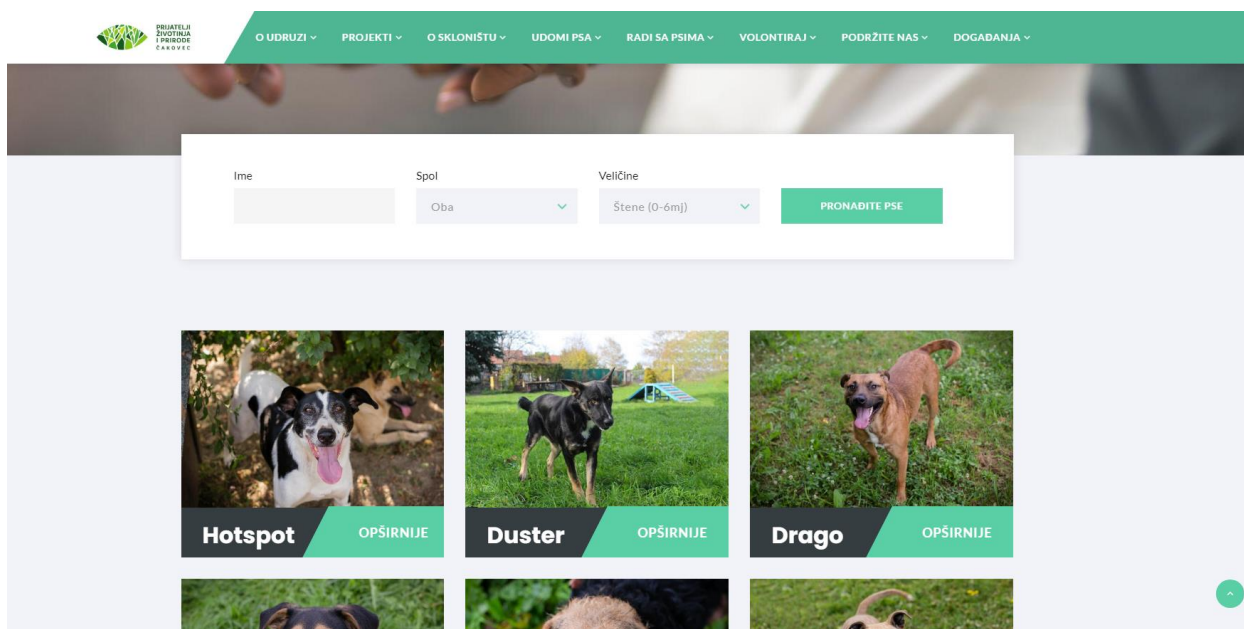 PRIJATELJI
ŽIVOTINJA
I PRIRODE
ČAKOVEC
O UDRUZI PROJEKTI O SKLONIŠTU UDOMI PSA RADI SA PSIMA VOLONTIRAJ PODRŽITE NAS DOGAĐANJA
Ime Spol Veličine
Oba Štene (0-6mj) PRONAĐITE PSE
Hotspot OPŠIRNIJE Duster OPŠIRNIJE Drago OPŠIRNIJE